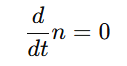 d/dt n = 0